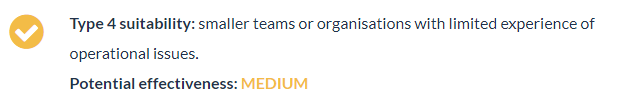 Type 4 suitability: smaller teams or organisations with limited experience of
operational issues.
Potential effectiveness: MEDIUM